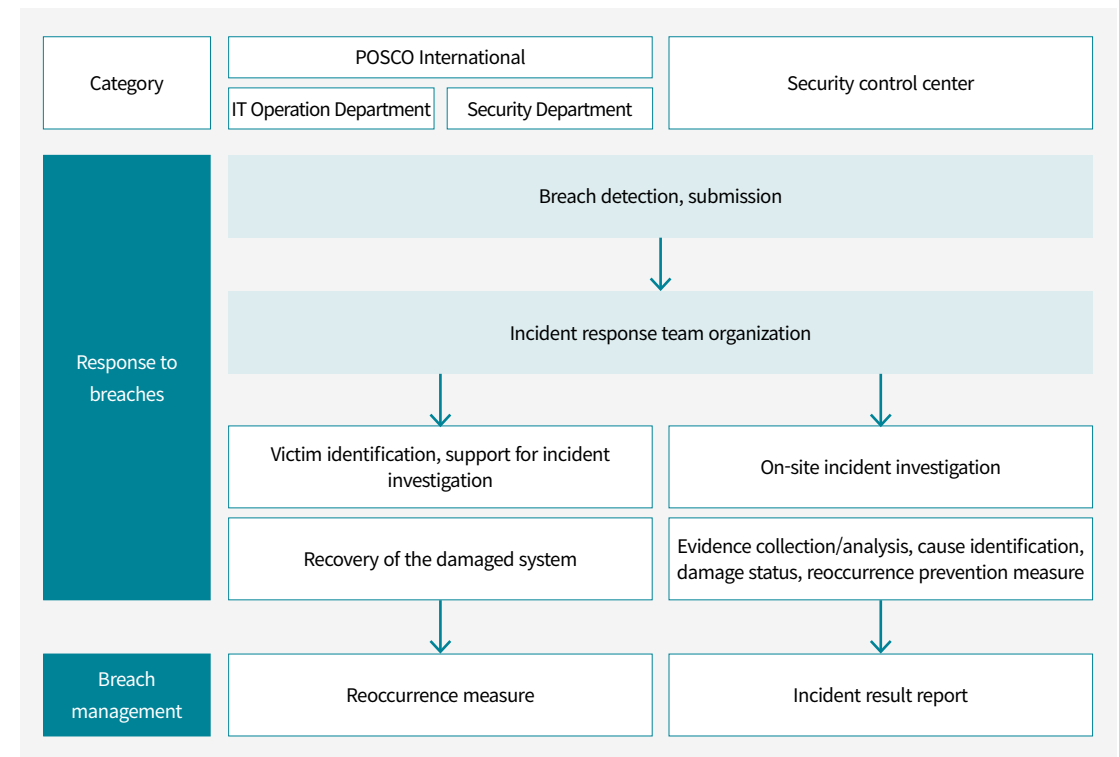 Category
POSCO International
IT Operation Department
Security Department
Security control center
Response to
breaches
Breach detection, submission
Incident response team organization
Victim identification, support for incident
investigation
On-site incident investigation
Recovery of the damaged system
Evidence collection/analysis, cause identification,
damage status, reoccurrence prevention measure
Breach
management
Reoccurrence measure
Incident result report